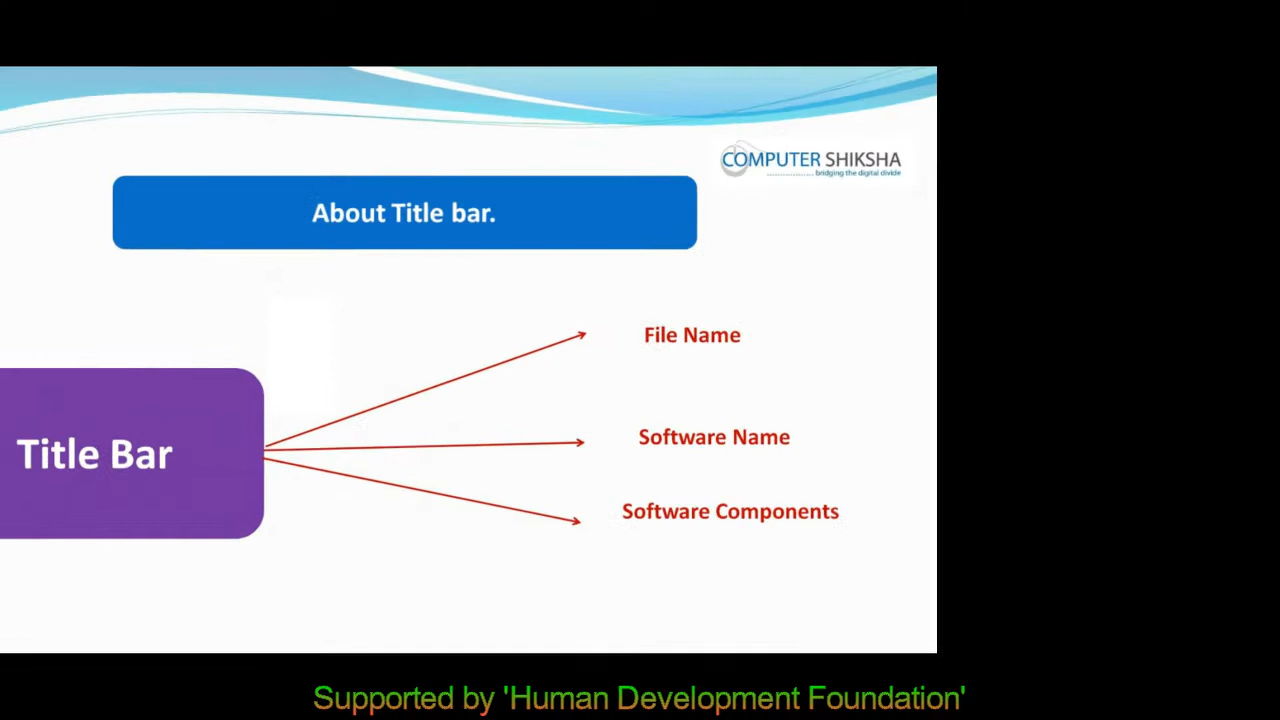 COMPUTER SHIKSHA
bridging the digital divide
About Title bar.
File Name
Title Bar
Software Name
Software Components
Supported by 'Human Development Foundation'